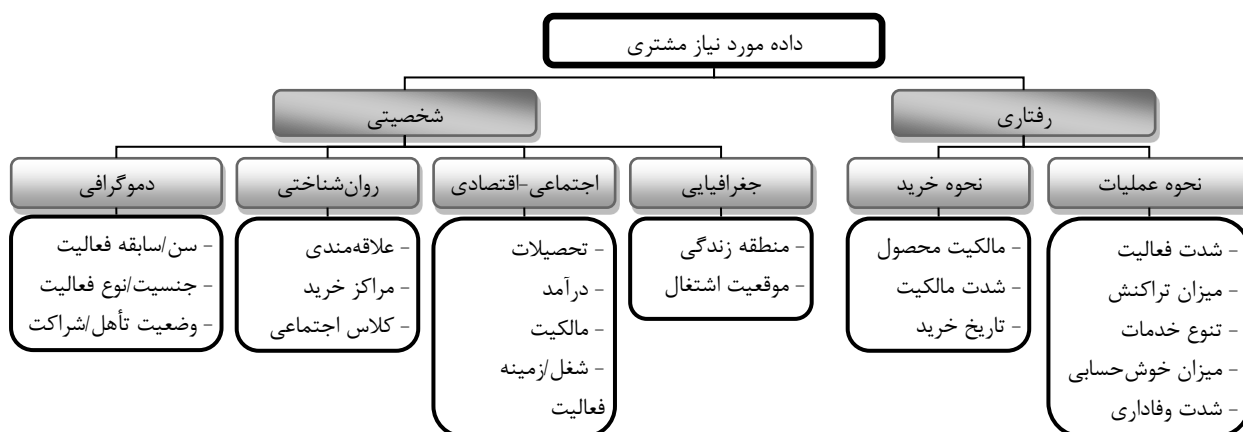 داده مورد نیاز مشتری
رفتاری
شخصیتی
نحوه عملیات
نحوه خرید
جغرافیایی
اجتماعی-اقتصادی
روان‌شناختی
دموگرافی
- شدت فعالیت
- میزان تراکنش
- تنوع خدمات
- میزان خوش‌حسابی
- شدت وفاداری
- مالکیت محصول
- شدت مالکیت
- تاریخ خرید
- منطقه زندگی
- موقعیت اشتغال
- تحصیلات
- درآمد
- مالکیت
- شغل/زمینه
فعالیت
- علاقه‌مندی
- مراکز خرید
- کلاس اجتماعی
- سن/سابقه فعالیت
- جنسیت/نوع فعالیت
- وضعیت تأهل/شراکت